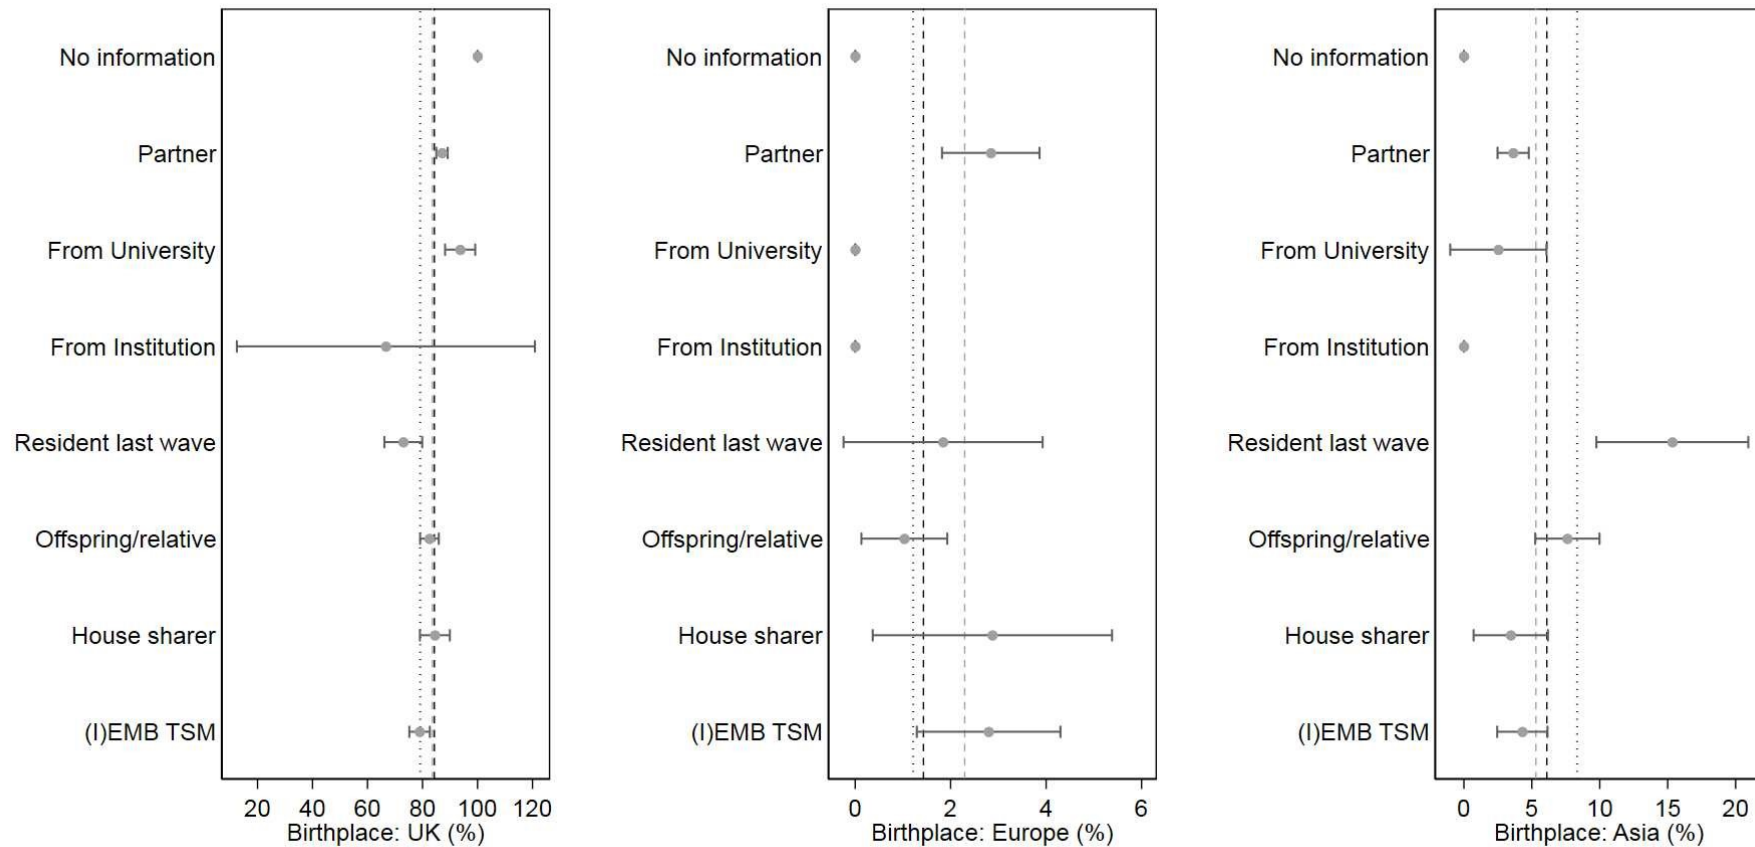 No information
Partner
From University
From Institution
Resident last wave
Offspring/relative
House sharer
(I)EMB TSM
20 40 60 80 100 120
Birthplace: UK (%)
No information
Partner
From University
From Institution
Resident last wave
Offspring/relative
House sharer
(I)EMB TSM
0 2 4 6
Birthplace: Europe (%)
No information
Partner
From University
From Institution
Resident last wave
Offspring/relative
House sharer
(I)EMB TSM
0 5 10 15 20
Birthplace: Asia (%)